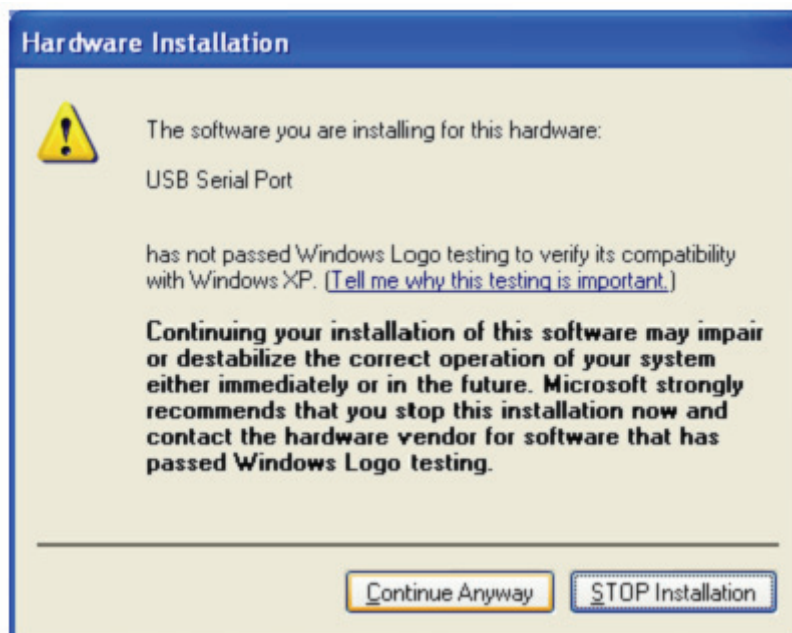 Hardware Installation
The software you are installing for this hardware:
USB Serial Port
has not passed Windows Logo testing to verify its compatibility
with Windows XP. (Tell me why this testing is important.)
Continuing your installation of this software may impair
or destabilize the correct operation of your system
either immediately or in the future. Microsoft strongly
recommends that you stop this installation now and
contact the hardware vendor for software that has
passed Windows Logo testing.
Continue Anyway
STOP Installation